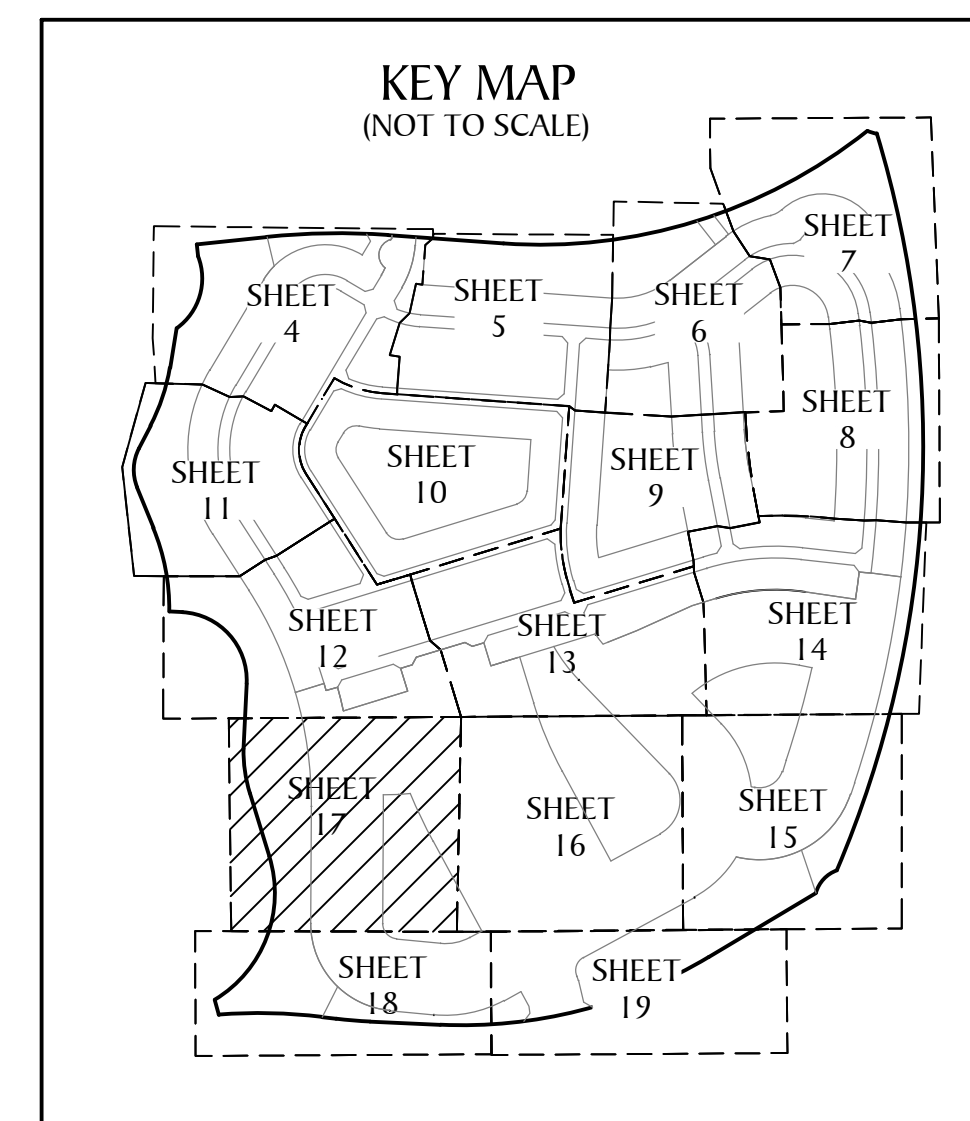 KEY MAP
(NOT TO SCALE)
SHEET
7
SHEET
4
SHEET
5
SHEET
6
SHEET
8
SHEET
11
SHEET
10
SHEET
9
SHEET
12
SHEET
13
SHEET
14
SHEET
17
SHEET
16
SHEET
15
SHEET
18
SHEET
19